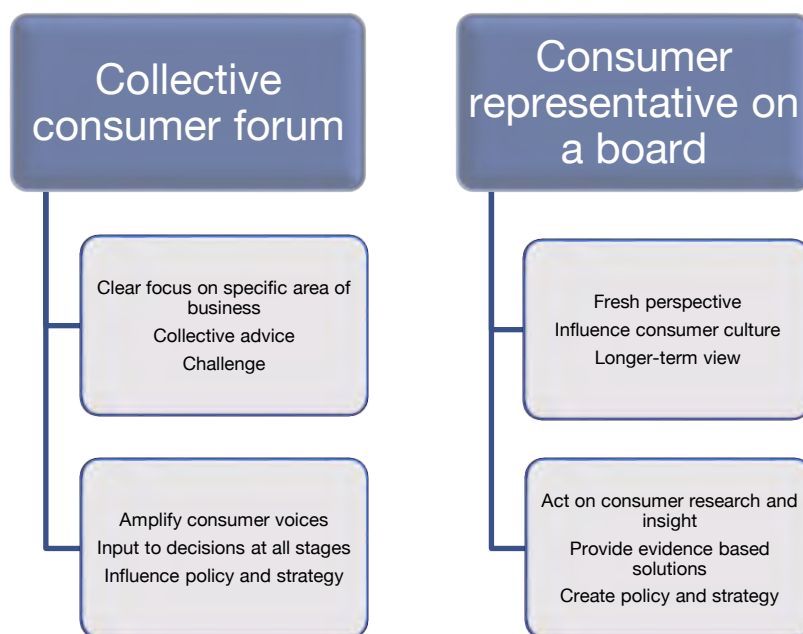 Collective
consumer forum
Clear focus on specific area of
business
Collective advice
Challenge
Amplify consumer voices
Input to decisions at all stages
Influence policy and strategy
Consumer
representative on
a board
Fresh perspective
Influence consumer culture
Longer-term view
Act on consumer research and
insight
Provide evidence based
solutions
Create policy and strategy